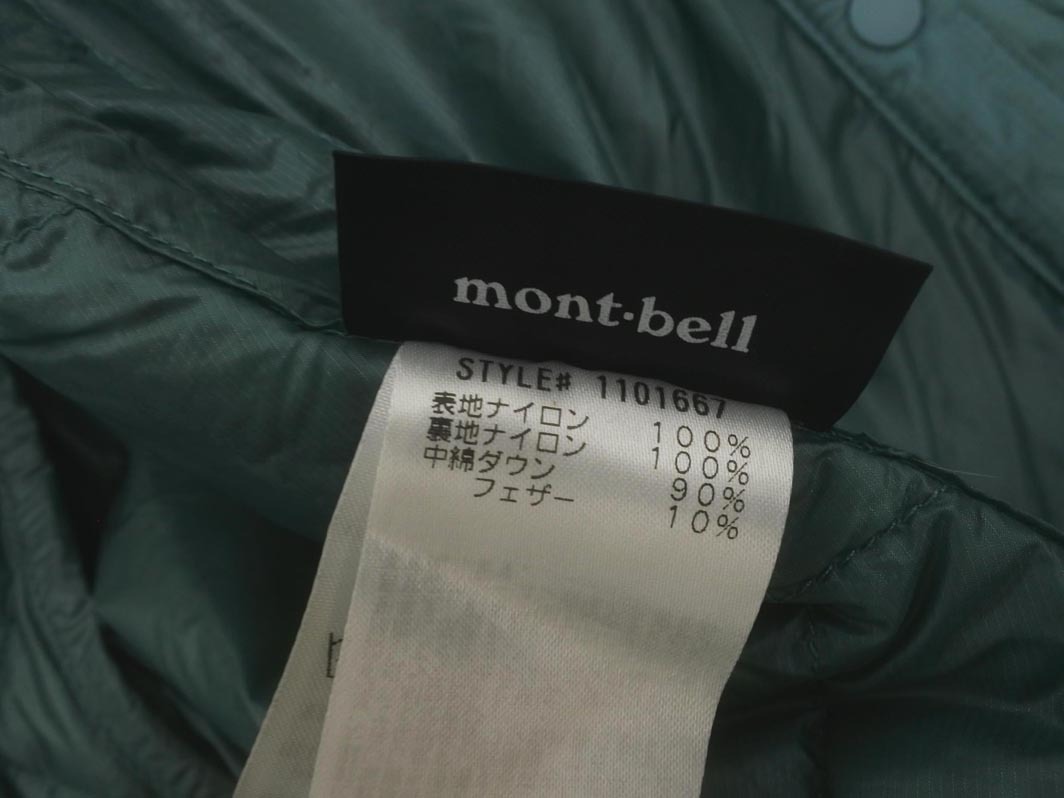 mont·bell
STYLE# 1101667
表地ナイロン 100%
裏地ナイロン 100%
中綿ダウン 90%
フェザー 10%